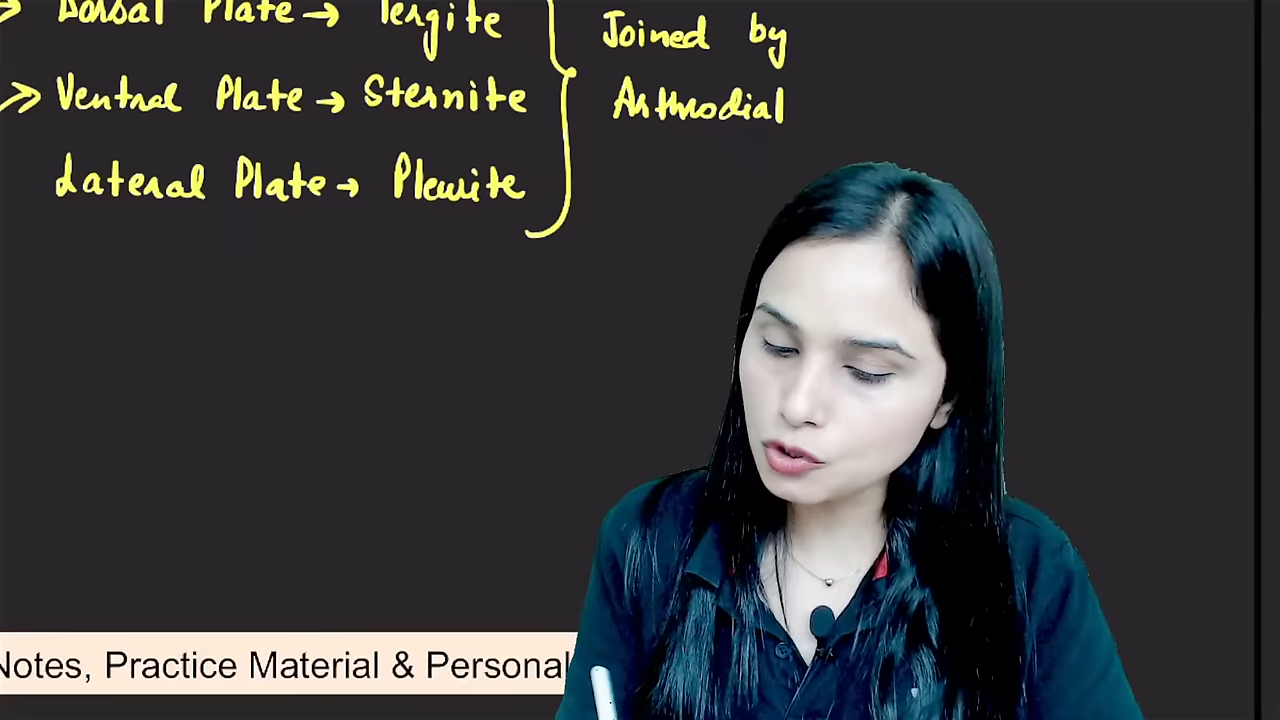 Dorsal Plate → Tergite
Ventral Plate → Sternite
Lateral Plate → Pleurite
Joined by
Arthrodial
Notes, Practice Material & Personal